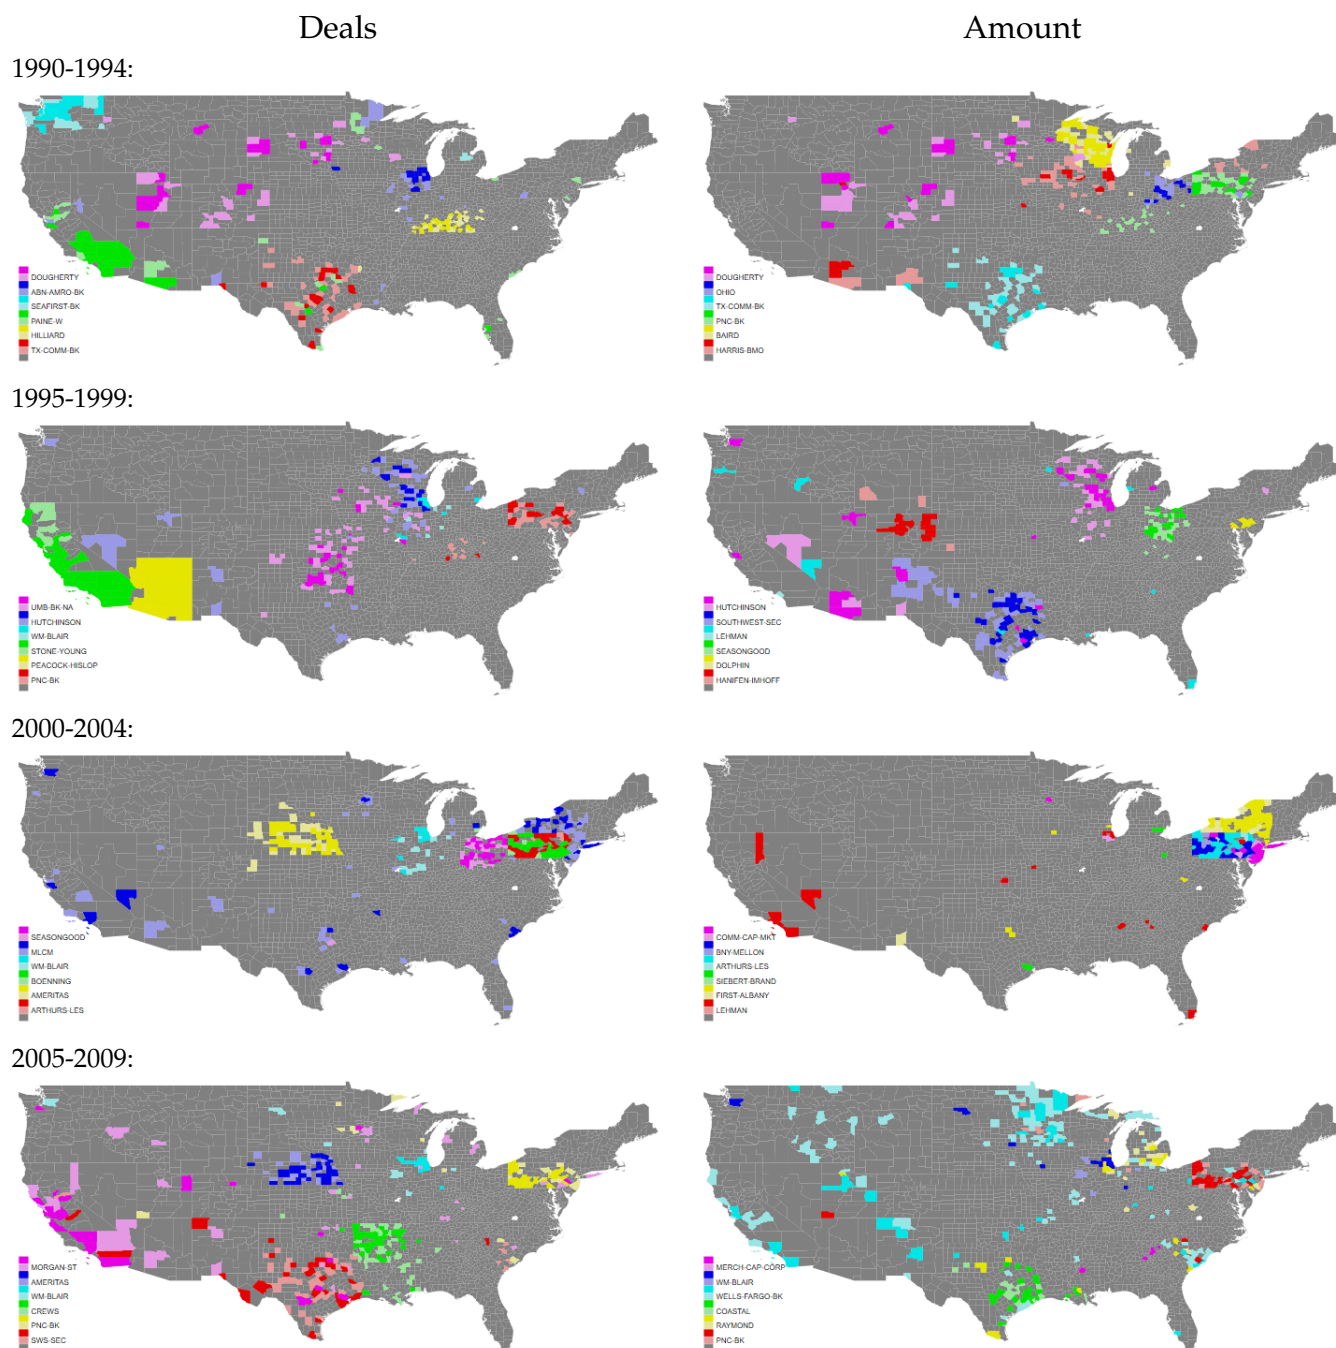 Deals
Amount
1990-1994:
DOUGHERTY
ABN-AMRO-BK
SEAFIRST-BK
PAINE-W
HILLIARD
TX-COMM-BK
DOUGHERTY
OHIO
TX-COMM-BK
PNC-BK
BAIRD
HARRIS-BMO
1995-1999:
UMB-BK-NA
HUTCHINSON
WM-BLAIR
STONE-YOUNG
PEACOCK-HISLOP
PNC-BK
HUTCHINSON
SOUTHWEST-SEC
LEHMAN
SEASONGOOD
DOLPHIN
HANIFEN-IMHOFF
2000-2004:
SEASONGOOD
MLCM
WM-BLAIR
BOENNING
AMERITAS
ARTHURS-LES
COMM-CAP-MKT
BNY-MELLON
ARTHURS-LES
SIEBERT-BRAND
FIRST-ALBANY
LEHMAN
2005-2009:
MORGAN-ST
AMERITAS
WM-BLAIR
CREWS
PNC-BK
SWS-SEC
MERCH-CAP-CORP
WM-BLAIR
WELLS-FARGO-BK
COASTAL
RAYMOND
PNC-BK